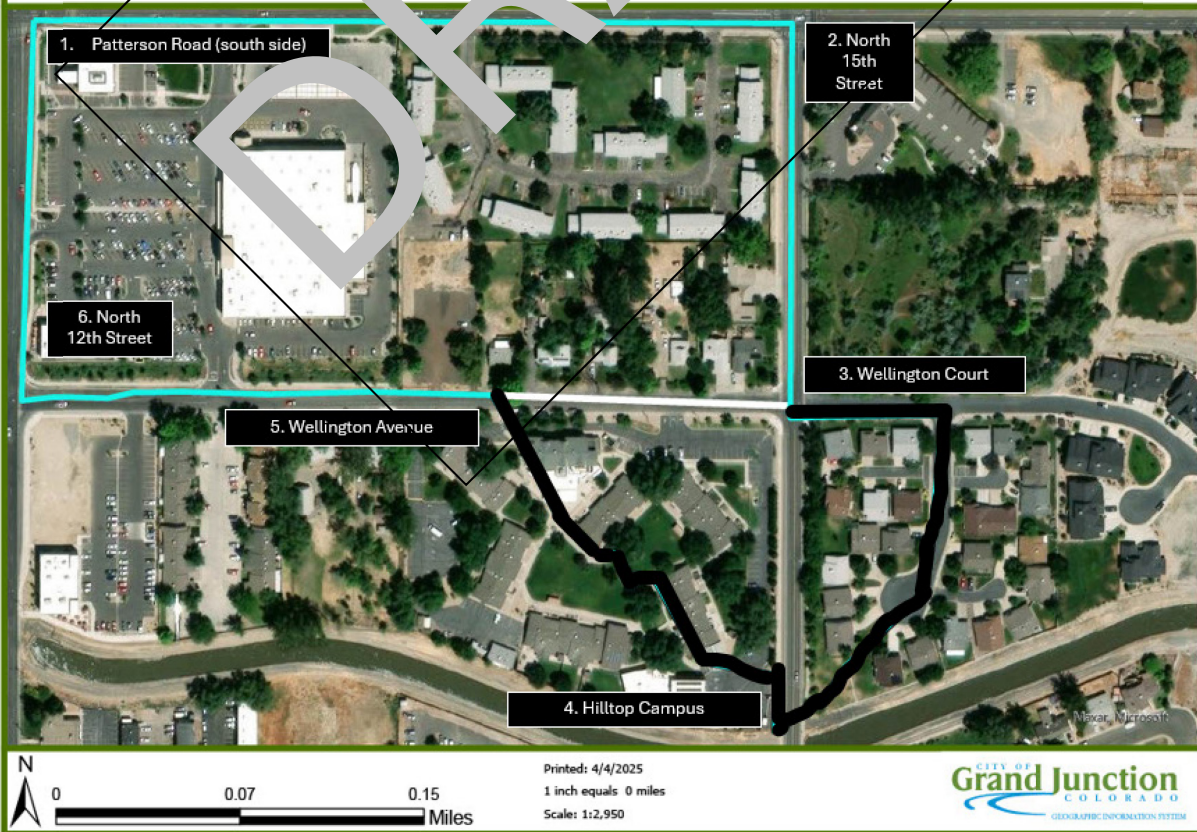 1. Patterson Road (south side)
2. North
15th
Street
6. North
12th Street
3. Wellington Court
5. Wellington Avenue
4. Hilltop Campus
Maxar, Microsoft
N
0 0.07 0.15
Miles
Printed: 4/4/2025
1 inch equals 0 miles
Scale: 1:2,950
CITY OF
Grand Junction
COLORADO
GEOGRAPHIC INFORMATION SYSTEM